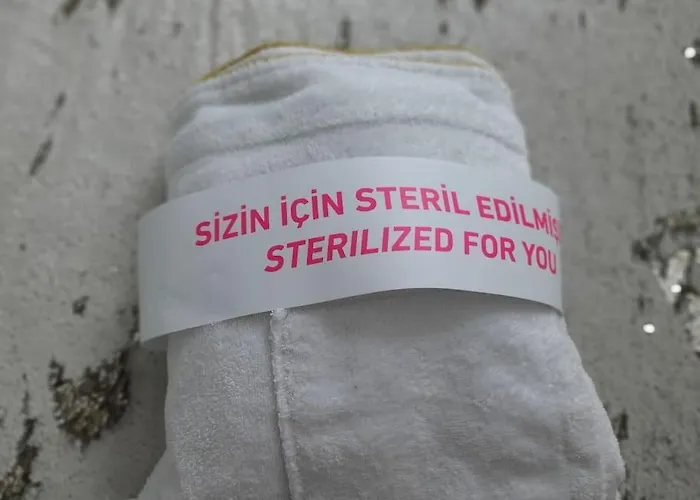 SİZİN İÇİN STERİL EDİLMİŞ
STERILIZED FOR YOU